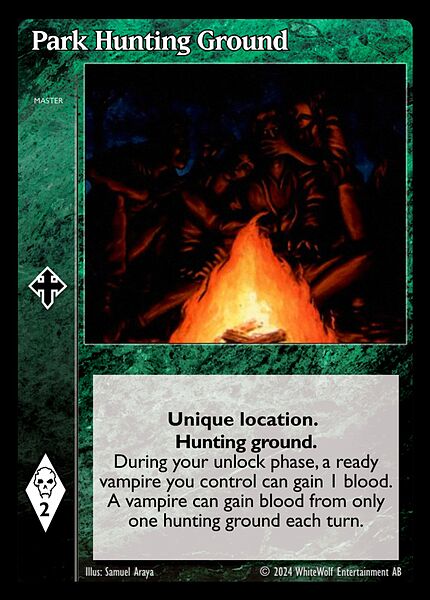 Park Hunting Ground
MASTER
Unique location.
Hunting ground.
During your unlock phase, a ready
vampire you control can gain 1 blood.
A vampire can gain blood from only
one hunting ground each turn.
2
Illus: Samuel Araya
© 2024 WhiteWolf Entertainment AB